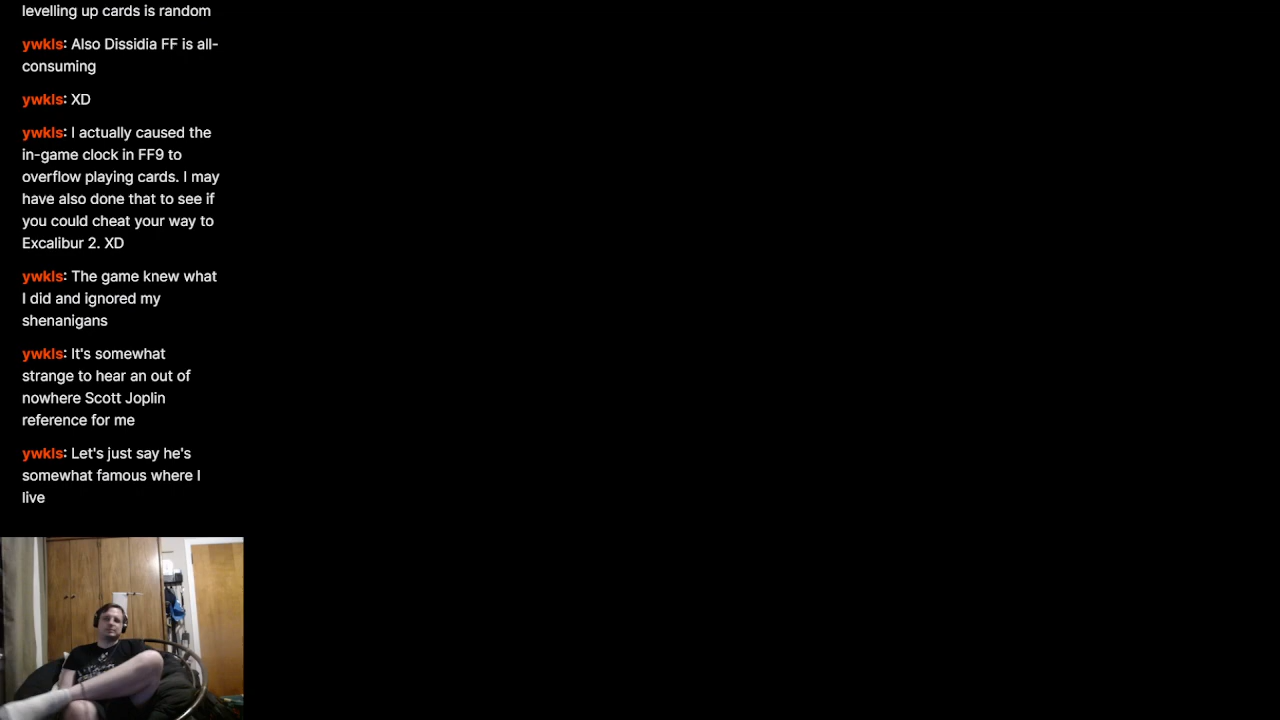 levelling up cards is random
ywkls: Also Dissidia FF is all-
consuming
ywkls: XD
ywkls: I actually caused the
in-game clock in FF9 to
overflow playing cards. I may
have also done that to see if
you could cheat your way to
Excalibur 2. XD
ywkls: The game knew what
I did and ignored my
shenanigans
ywkls: It's somewhat
strange to hear an out of
nowhere Scott Joplin
reference for me
ywkls: Let's just say he's
somewhat famous where I
live